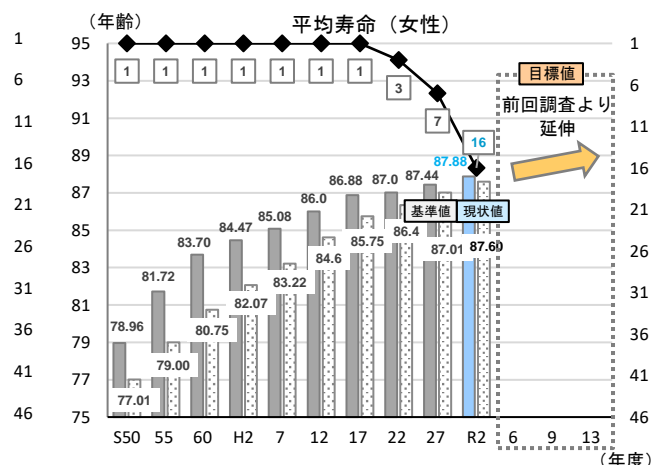 (年齢)
平均寿命（女性）
1 95 1
6 93 6
11 91 11
16 89 16
21 87 21
26 85 26
31 83 31
36 81 36
41 79 41
46 77 46
75
1 1 1 1 1 1 1 3 7 16
目標値
前回調査より
延伸
78.96 81.72 83.70 84.47 85.08 86.0 86.88 87.0 87.44 87.88
基準値 現状値
77.01 79.00 80.75 82.07 83.22 84.6 85.75 86.4 87.01 87.60
S50 55 60 H2 7 12 17 22 27 R2 6 9 13
(年度)